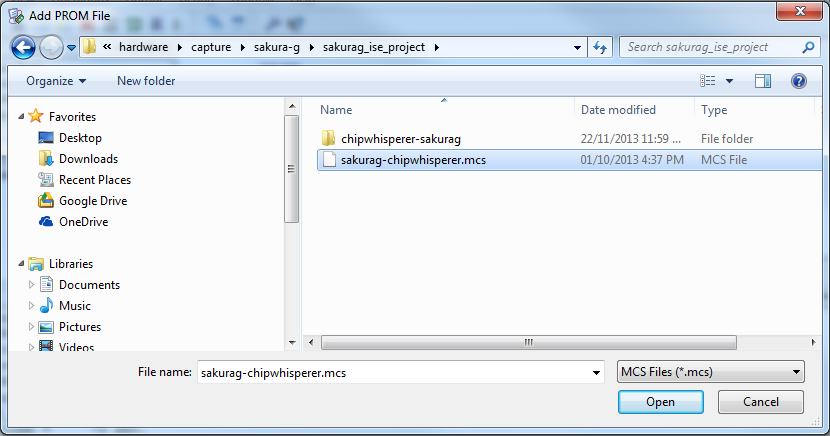 Add PROM File
« hardware ▸ capture ▸ sakura-g ▸ sakurag_ise_project ▸
Search sakurag_ise_project
Organize ▾ New folder
Name Date modified Type
Favorites
Desktop
Downloads
Recent Places
Google Drive
OneDrive
Libraries
Documents
Music
Pictures
Videos
chipwhisperer-sakurag 22/11/2013 11:59 ... File folder
sakurag-chipwhisperer.mcs 01/10/2013 4:37 PM MCS File
File name: sakurag-chipwhisperer.mcs MCS Files (*.mcs)
Open Cancel